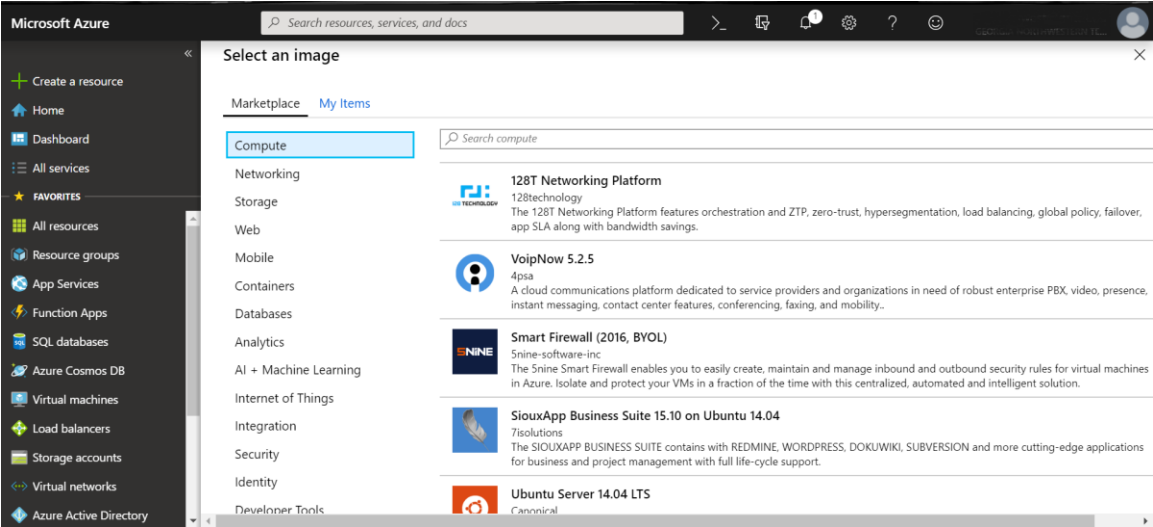 Microsoft Azure
Search resources, services, and docs
1
«
Select an image
Create a resource
Home
Dashboard
All services
FAVORITES
All resources
Resource groups
App Services
Function Apps
SQL databases
Azure Cosmos DB
Virtual machines
Load balancers
Storage accounts
Virtual networks
Azure Active Directory
Marketplace My Items
Compute
Networking
Storage
Web
Mobile
Containers
Databases
Analytics
AI + Machine Learning
Internet of Things
Integration
Security
Identity
Developer Tools
Search compute
128T Networking Platform
128technology
The 128T Networking Platform features orchestration and ZTP, zero-trust, hypersegmentation, load balancing, global policy, failover,
app SLA along with bandwidth savings.
VoipNow 5.2.5
4psa
A cloud communications platform dedicated to service providers and organizations in need of robust enterprise PBX, video, presence,
instant messaging, contact center features, conferencing, faxing, and mobility..
5NINE
Smart Firewall (2016, BYOL)
5nine-software-inc
The 5nine Smart Firewall enables you to easily create, maintain and manage inbound and outbound security rules for virtual machines
in Azure. Isolate and protect your VMs in a fraction of the time with this centralized, automated and intelligent solution.
SiouxApp Business Suite 15.10 on Ubuntu 14.04
7isolutions
The SIOUXAPP BUSINESS SUITE contains with REDMINE, WORDPRESS, DOKUWIKI, SUBVERSION and more cutting-edge applications
for business and project management with full life-cycle support.
Ubuntu Server 14.04 LTS
Canonical